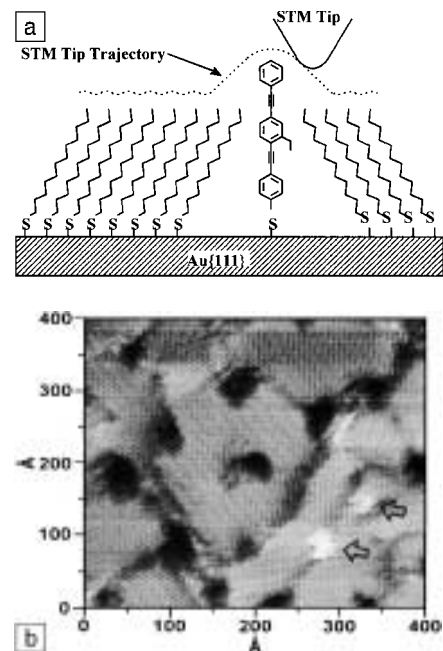 a
STM Tip
STM Tip Trajectory
S S S S S S S S S S S S
Au{111}
400
300
Å 200
100
0
0 100 200 300 400
Å
b